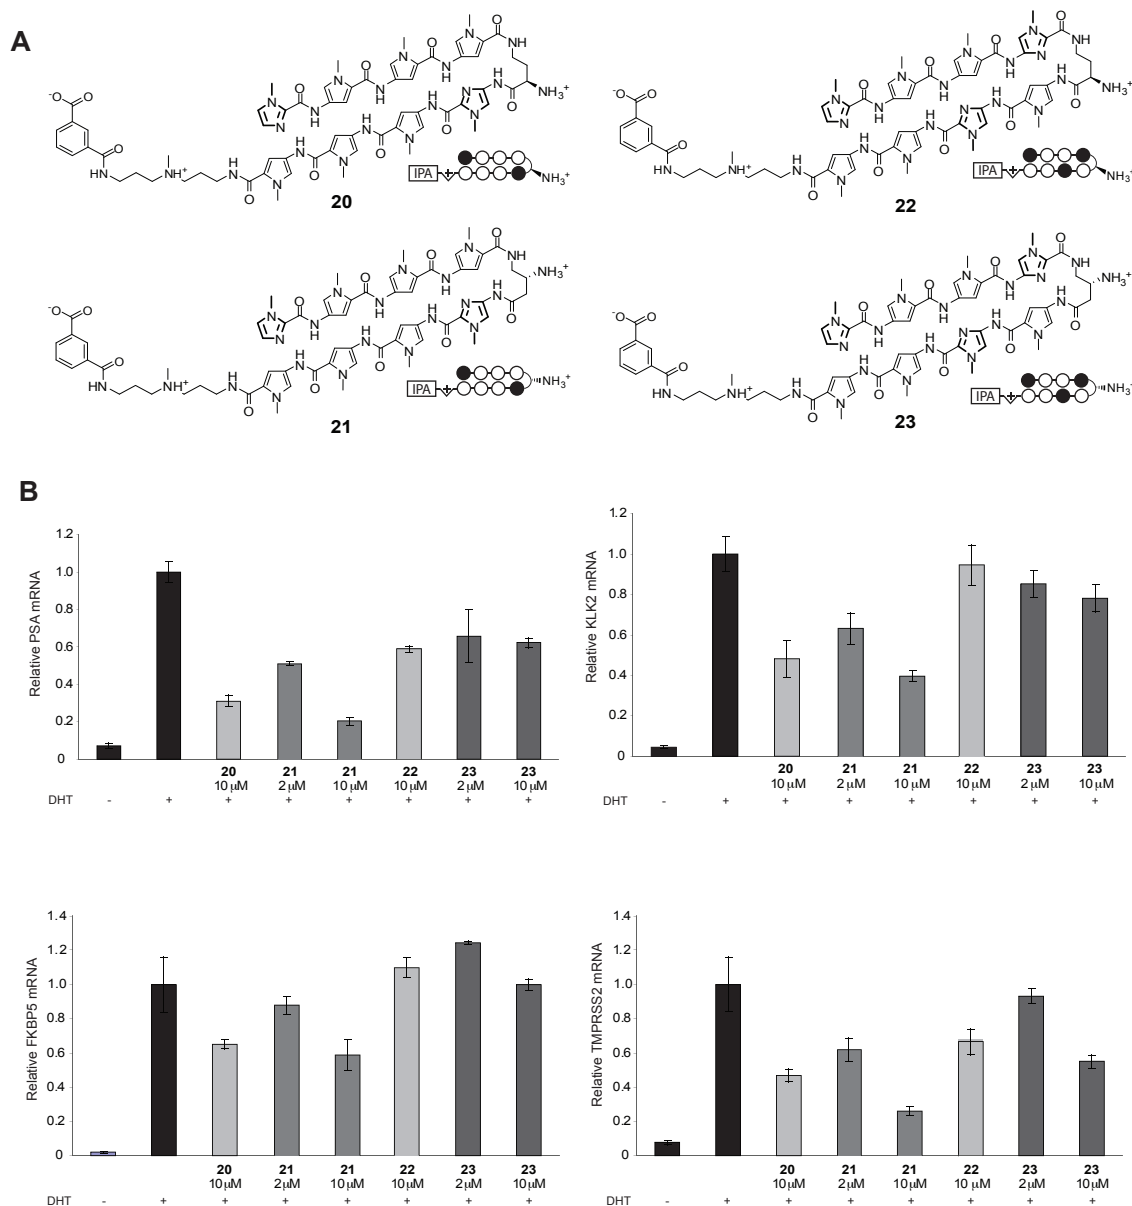 A
20
IPA
NH3+
22
IPA
NH3+
21
IPA
NH3+
23
IPA
NH3+
B
Relative PSA mRNA
1.2
1.0
0.8
0.6
0.4
0.2
0
20 21 21 22 23 23
10 µM 2 µM 10 µM 10 µM 2 µM 10 µM
DHT - + + + + + + +
Relative KLK2 mRNA
1.2
1.0
0.8
0.6
0.4
0.2
0
20 21 21 22 23 23
10 µM 2 µM 10 µM 10 µM 2 µM 10 µM
DHT - + + + + + + +
Relative FKBP5 mRNA
1.4
1.2
1.0
0.8
0.6
0.4
0.2
0
20 21 21 22 23 23
10 µM 2 µM 10 µM 10 µM 2 µM 10 µM
DHT - + + + + + + +
Relative TMPRSS2 mRNA
1.4
1.2
1.0
0.8
0.6
0.4
0.2
0
20 21 21 22 23 23
10 µM 2 µM 10 µM 10 µM 2 µM 10 µM
DHT - + + + + + + +